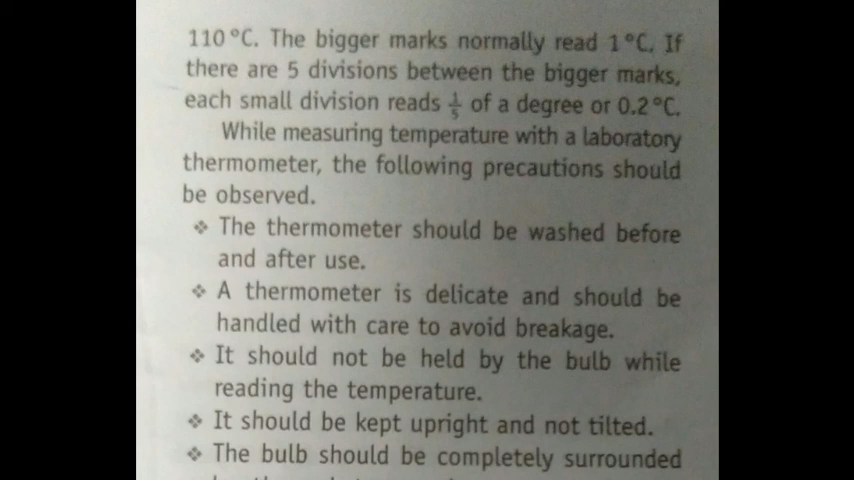 110 °C. The bigger marks normally read 1 °C. If
there are 5 divisions between the bigger marks,
each small division reads 1/5 of a degree or 0.2 °C.
While measuring temperature with a laboratory
thermometer, the following precautions should
be observed.
❖ The thermometer should be washed before
and after use.
❖ A thermometer is delicate and should be
handled with care to avoid breakage.
❖ It should not be held by the bulb while
reading the temperature.
❖ It should be kept upright and not tilted.
❖ The bulb should be completely surrounded